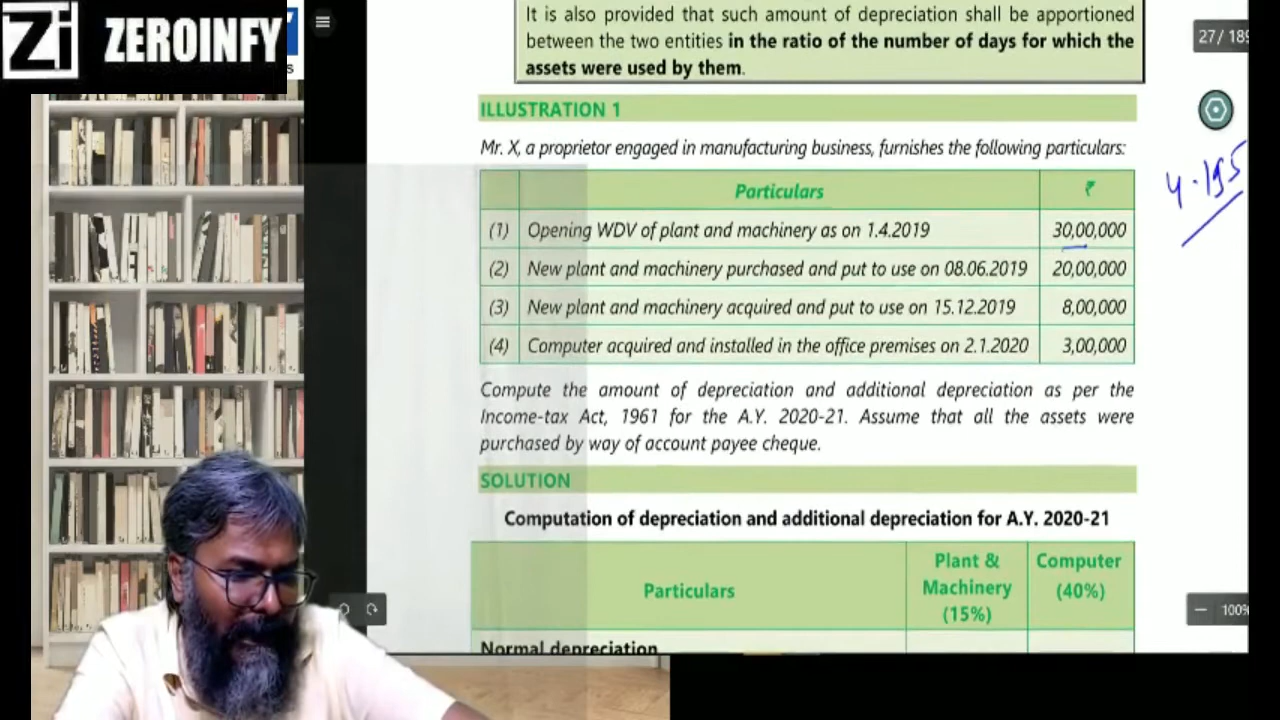 Zi ZEROINFY
s
It is also provided that such amount of depreciation shall be apportioned
between the two entities in the ratio of the number of days for which the
assets were used by them.
27/ 189
ILLUSTRATION 1
Mr. X, a proprietor engaged in manufacturing business, furnishes the following particulars:
4.195
Particulars ₹
(1) Opening WDV of plant and machinery as on 1.4.2019 30,00,000
(2) New plant and machinery purchased and put to use on 08.06.2019 20,00,000
(3) New plant and machinery acquired and put to use on 15.12.2019 8,00,000
(4) Computer acquired and installed in the office premises on 2.1.2020 3,00,000
Compute the amount of depreciation and additional depreciation as per the
Income-tax Act, 1961 for the A.Y. 2020-21. Assume that all the assets were
purchased by way of account payee cheque.
SOLUTION
Computation of depreciation and additional depreciation for A.Y. 2020-21
Particulars Plant & Machinery (15%) Computer (40%)
100%
Normal depreciation